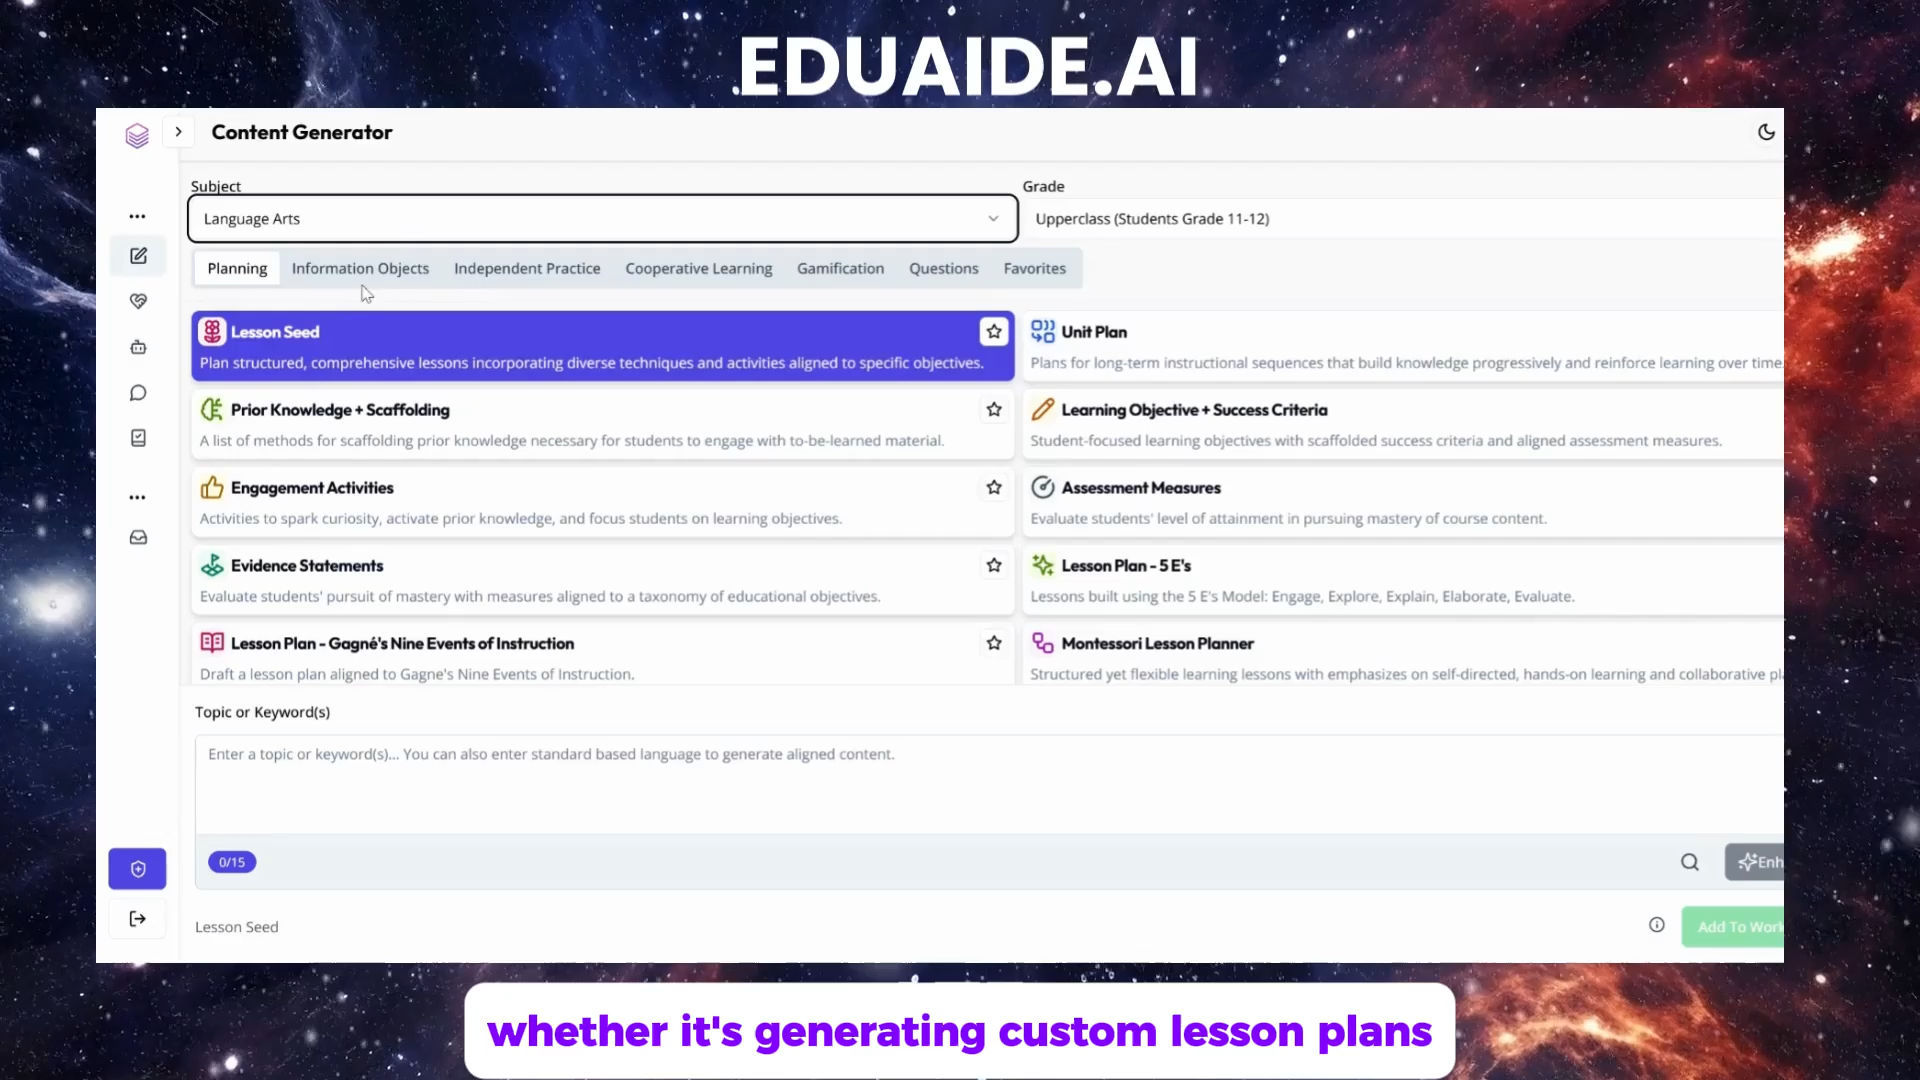 EDUAIDE.AI
Content Generator
Subject
Grade
Language Arts
Upperclass (Students Grade 11-12)
Planning
Information Objects
Independent Practice
Cooperative Learning
Gamification
Questions
Favorites
Lesson Seed
Plan structured, comprehensive lessons incorporating diverse techniques and activities aligned to specific objectives.
Unit Plan
Plans for long-term instructional sequences that build knowledge progressively and reinforce learning over time
Prior Knowledge + Scaffolding
A list of methods for scaffolding prior knowledge necessary for students to engage with to-be-learned material.
Learning Objective + Success Criteria
Student-focused learning objectives with scaffolded success criteria and aligned assessment measures.
Engagement Activities
Activities to spark curiosity, activate prior knowledge, and focus students on learning objectives.
Assessment Measures
Evaluate students' level of attainment in pursuing mastery of course content.
Evidence Statements
Evaluate students' pursuit of mastery with measures aligned to a taxonomy of educational objectives.
Lesson Plan - 5 E's
Lessons built using the 5 E's Model: Engage, Explore, Explain, Elaborate, Evaluate.
Lesson Plan - Gagné's Nine Events of Instruction
Draft a lesson plan aligned to Gagne's Nine Events of Instruction.
Montessori Lesson Planner
Structured yet flexible learning lessons with emphasizes on self-directed, hands-on learning and collaborative pl
Topic or Keyword(s)
Enter a topic or keyword(s)... You can also enter standard based language to generate aligned content.
0/15
Enh
Lesson Seed
Add To Work
whether it's generating custom lesson plans